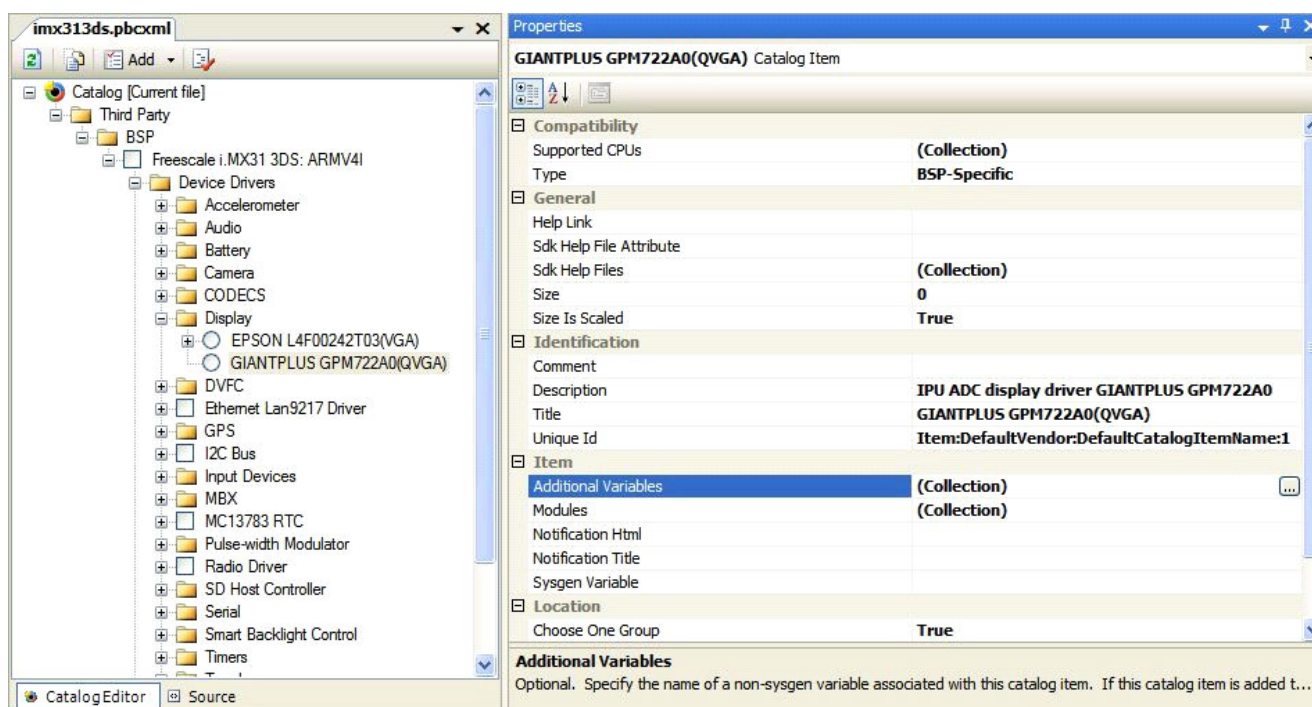 imx313ds.pbcxml
Add
Catalog [Current file]
Third Party
BSP
Freescale i.MX31 3DS: ARMV4I
Device Drivers
Accelerometer
Audio
Battery
Camera
CODECS
Display
EPSON L4F00242T03(VGA)
GIANTPLUS GPM722A0(QVGA)
DVFC
Ethernet Lan9217 Driver
GPS
I2C Bus
Input Devices
MBX
MC13783 RTC
Pulse-width Modulator
Radio Driver
SD Host Controller
Serial
Smart Backlight Control
Timers
CatalogEditor
Source
Properties
GIANTPLUS GPM722A0(QVGA) Catalog Item
Compatibility
Supported CPUs (Collection)
Type BSP-Specific
General
Help Link
Sdk Help File Attribute
Sdk Help Files (Collection)
Size 0
Size Is Scaled True
Identification
Comment
Description IPU ADC display driver GIANTPLUS GPM722A0
Title GIANTPLUS GPM722A0(QVGA)
Unique Id Item:DefaultVendor:DefaultCatalogItemName:1
Item
Additional Variables (Collection) ...
Modules (Collection)
Notification Html
Notification Title
Sysgen Variable
Location
Choose One Group True
Additional Variables
Optional. Specify the name of a non-sysgen variable associated with this catalog item. If this catalog item is added t...